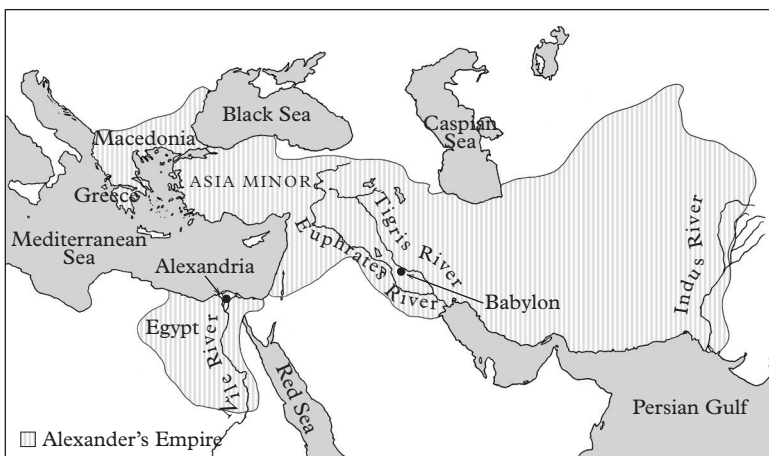 Black Sea
Caspian
Sea
Macedonia
ASIA MINOR
Greece
Mediterranean
Sea
Tigris River
Euphrates River
Indus River
Alexandria
Babylon
Egypt
Nile River
Red Sea
Persian Gulf
Alexander's Empire